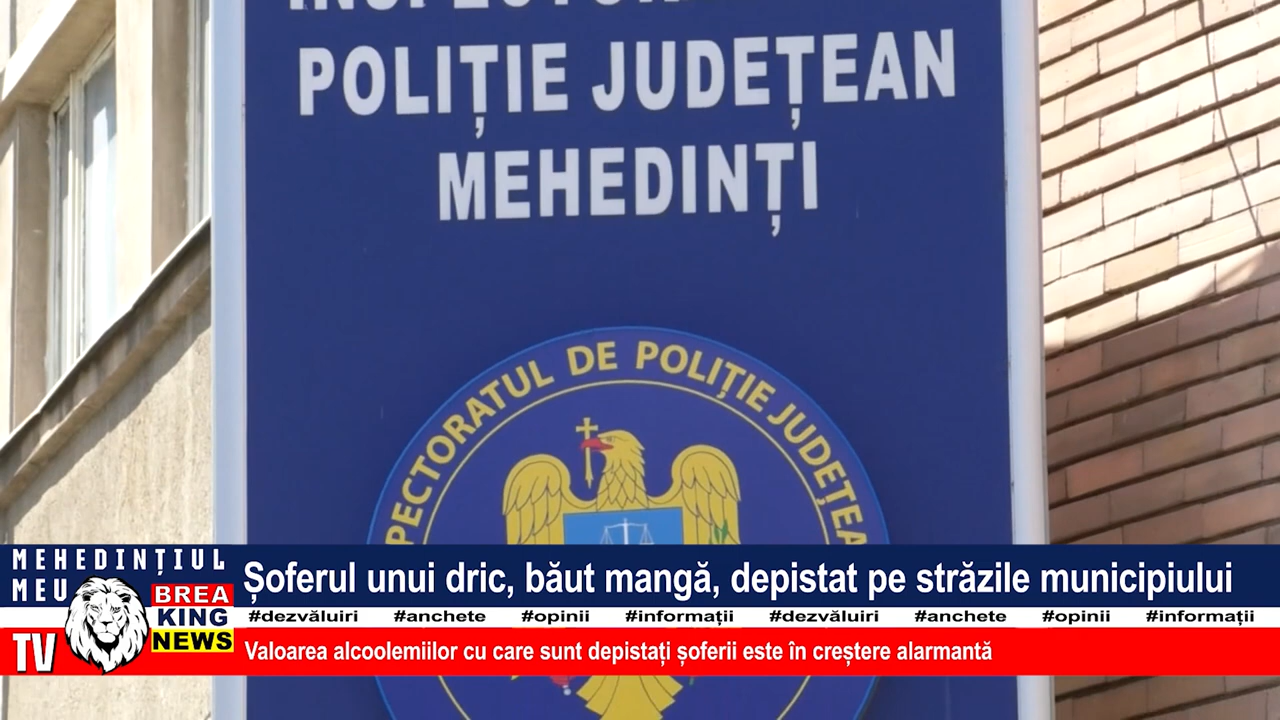 POLIȚIE JUDEȚEAN
MEHEDINȚI
DE POLIȚIE
MEHEDINȚIUL
MEU
TV
BREA
KING
NEWS
Șoferul unui dric, băut mangă, depistat pe străzile municipiului
#dezvăluiri #anchete #opinii #informații #dezvăluiri #anchete #opinii #informații
Valoarea alcoolemiilor cu care sunt depistați șoferii este în creștere alarmantă